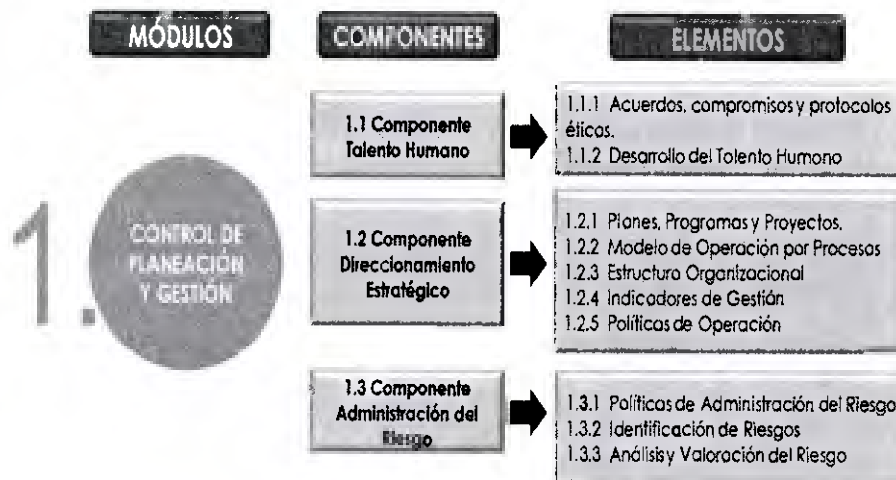 MÓDULOS
COMPONENTES
ELEMENTOS
1.
CONTROL DE
PLANEACIÓN
Y GESTIÓN
1.1 Componente
Talento Humano
1.1.1 Acuerdos, compromisos y protocolos
éticos.
1.1.2 Desarrollo del Talento Humano
1.2 Componente
Direccionamiento
Estratégico
1.2.1 Planes, Programas y Proyectos.
1.2.2 Modelo de Operación por Procesos
1.2.3 Estructura Organizacional
1.2.4 Indicadores de Gestión
1.2.5 Políticas de Operación
1.3 Componente
Administración del
Riesgo
1.3.1 Políticas de Administración del Riesgo
1.3.2 Identificación de Riesgos
1.3.3 Análisis y Valoración del Riesgo